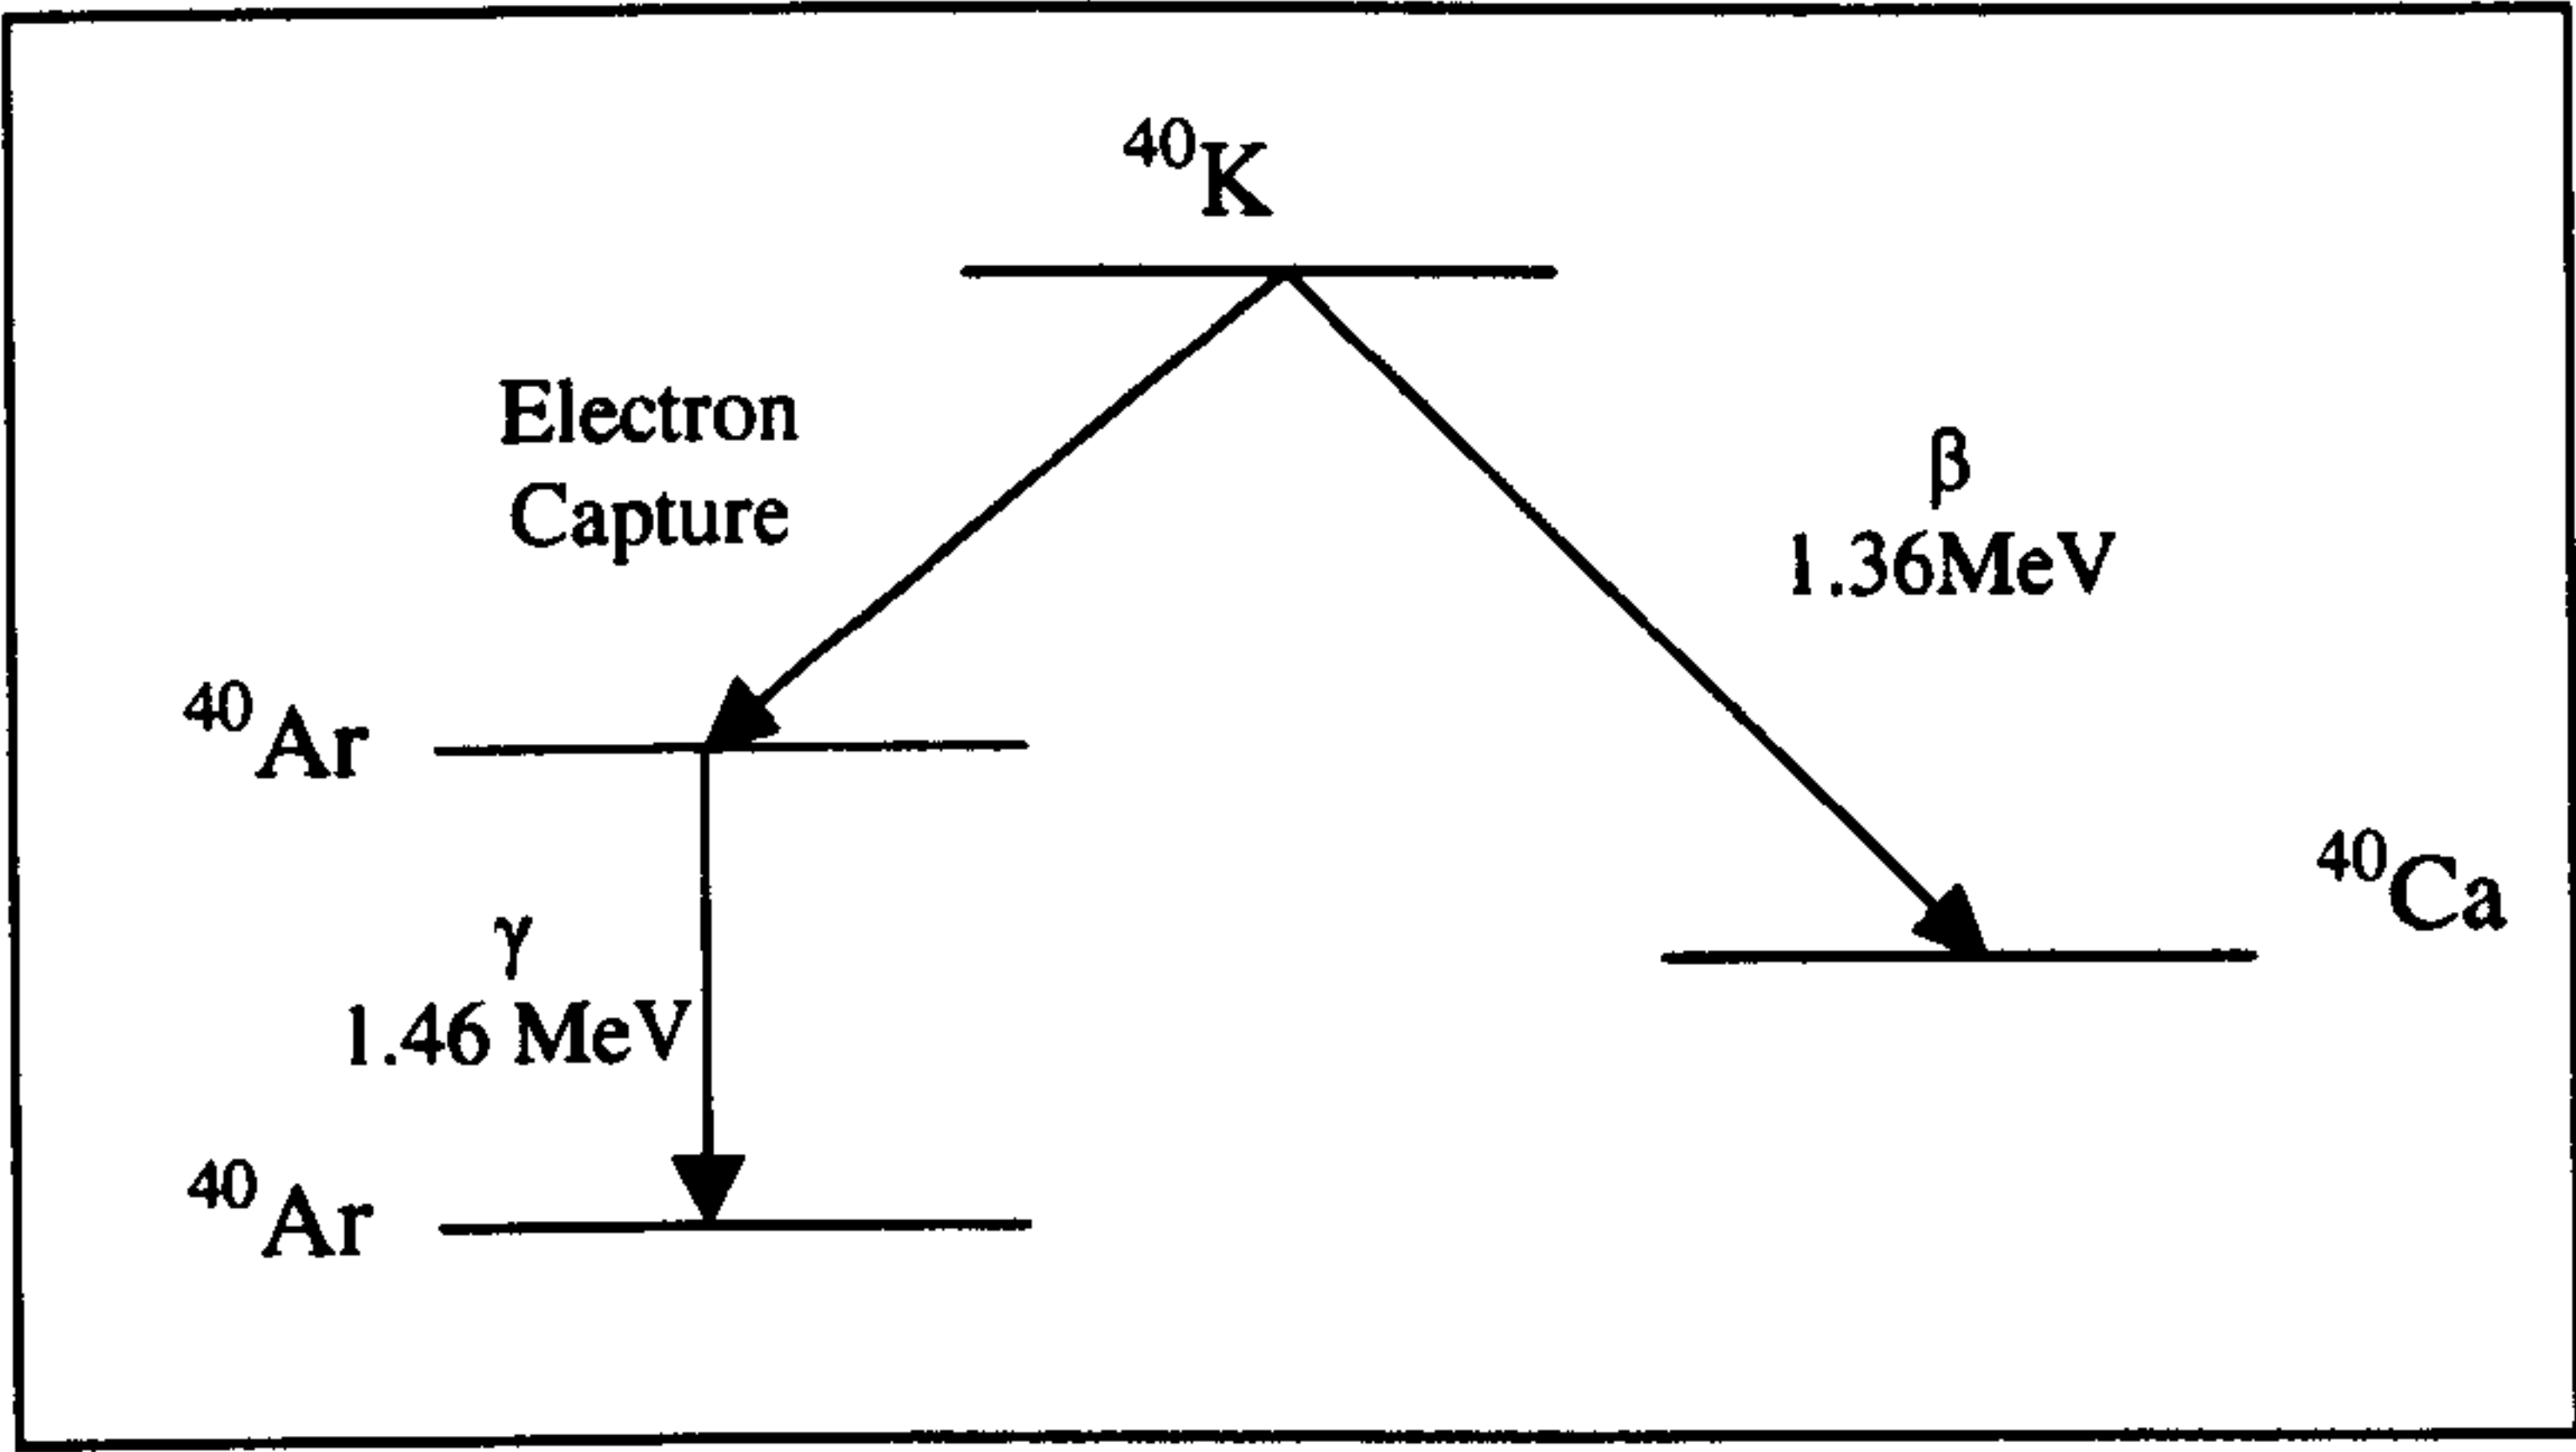 ⁴⁰K
Electron
Capture
β
1.36MeV
⁴⁰Ar
⁴⁰Ca
γ
1.46 MeV
⁴⁰Ar